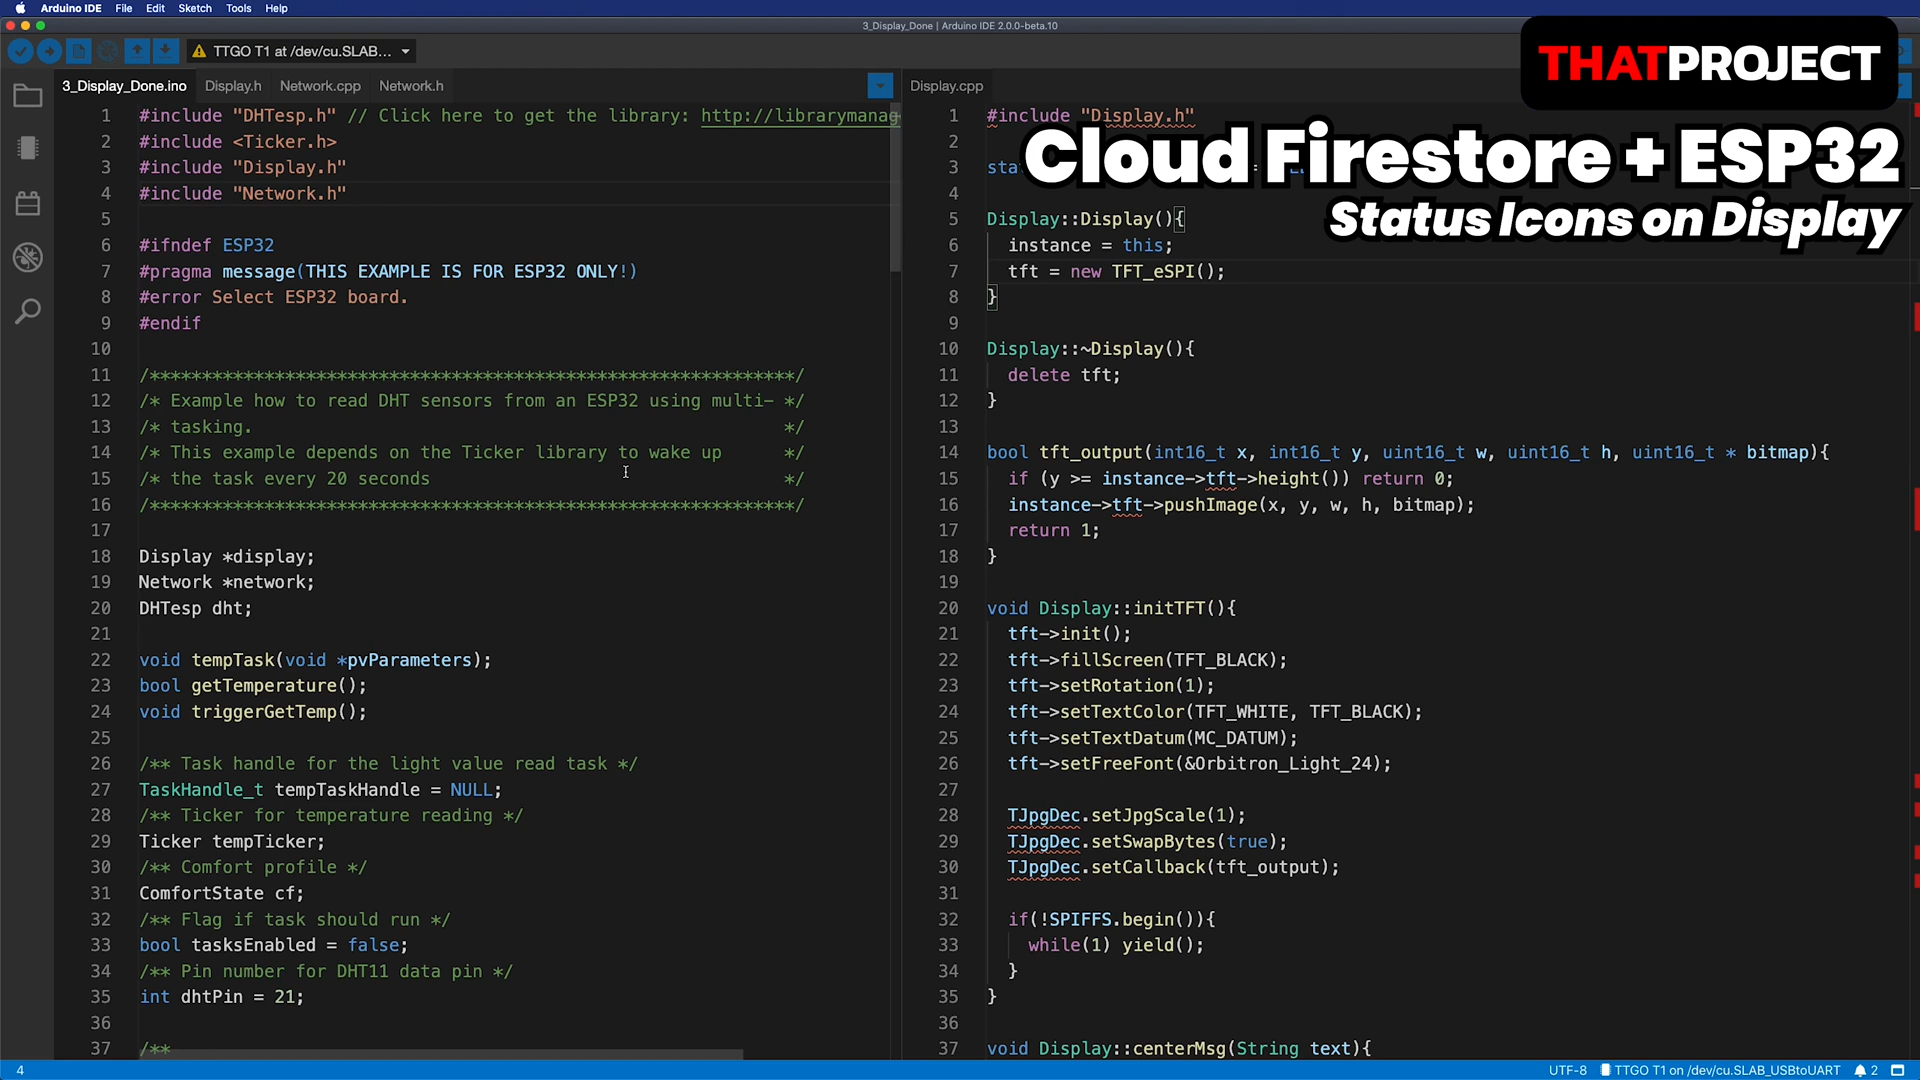 Arduino IDE File Edit Sketch Tools Help
3_Display_Done | Arduino IDE 2.0.0-beta.10
TTGO T1 at /dev/cu.SLAB...
THATPROJECT
Cloud Firestore + ESP32
Status Icons on Display
3_Display_Done.ino Display.h Network.cpp Network.h
1 #include "DHTesp.h" // Click here to get the library: http://librarymanag
2 #include <Ticker.h>
3 #include "Display.h"
4 #include "Network.h"
5
6 #ifndef ESP32
7 #pragma message(THIS EXAMPLE IS FOR ESP32 ONLY!)
8 #error Select ESP32 board.
9 #endif
10
11 /**************************************************************/
12 /* Example how to read DHT sensors from an ESP32 using multi- */
13 /* tasking. */
14 /* This example depends on the Ticker library to wake up */
15 /* the task every 20 seconds */
16 /**************************************************************/
17
18 Display *display;
19 Network *network;
20 DHTesp dht;
21
22 void tempTask(void *pvParameters);
23 bool getTemperature();
24 void triggerGetTemp();
25
26 /** Task handle for the light value read task */
27 TaskHandle_t tempTaskHandle = NULL;
28 /** Ticker for temperature reading */
29 Ticker tempTicker;
30 /** Comfort profile */
31 ComfortState cf;
32 /** Flag if task should run */
33 bool tasksEnabled = false;
34 /** Pin number for DHT11 data pin */
35 int dhtPin = 21;
36
37 /**
Display.cpp
1 #include "Display.h"
2
3 sta =
4
5 Display::Display(){
6 instance = this;
7 tft = new TFT_eSPI();
8 }
9
10 Display::~Display(){
11 delete tft;
12 }
13
14 bool tft_output(int16_t x, int16_t y, uint16_t w, uint16_t h, uint16_t * bitmap){
15 if (y >= instance->tft->height()) return 0;
16 instance->tft->pushImage(x, y, w, h, bitmap);
17 return 1;
18 }
19
20 void Display::initTFT(){
21 tft->init();
22 tft->fillScreen(TFT_BLACK);
23 tft->setRotation(1);
24 tft->setTextColor(TFT_WHITE, TFT_BLACK);
25 tft->setTextDatum(MC_DATUM);
26 tft->setFreeFont(&Orbitron_Light_24);
27
28 TJpgDec.setJpgScale(1);
29 TJpgDec.setSwapBytes(true);
30 TJpgDec.setCallback(tft_output);
31
32 if(!SPIFFS.begin()){
33 while(1) yield();
34 }
35 }
36
37 void Display::centerMsg(String text){
4 UTF-8 TTGO T1 on /dev/cu.SLAB_USBtoUART 2